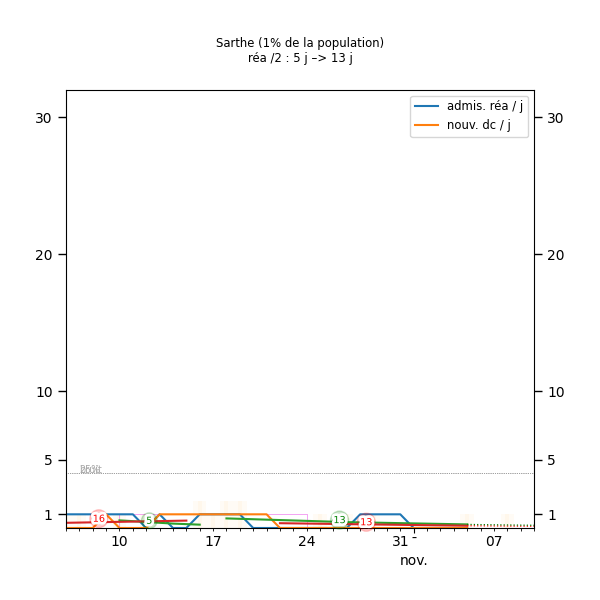 Sarthe (1% de la population)
réa /2 : 5 j –> 13 j
admis. réa / j
nouv. dc / j
30 30
20 20
10 10
5 5
1 1
16 5 13 13
10 17 24 31 07
nov.